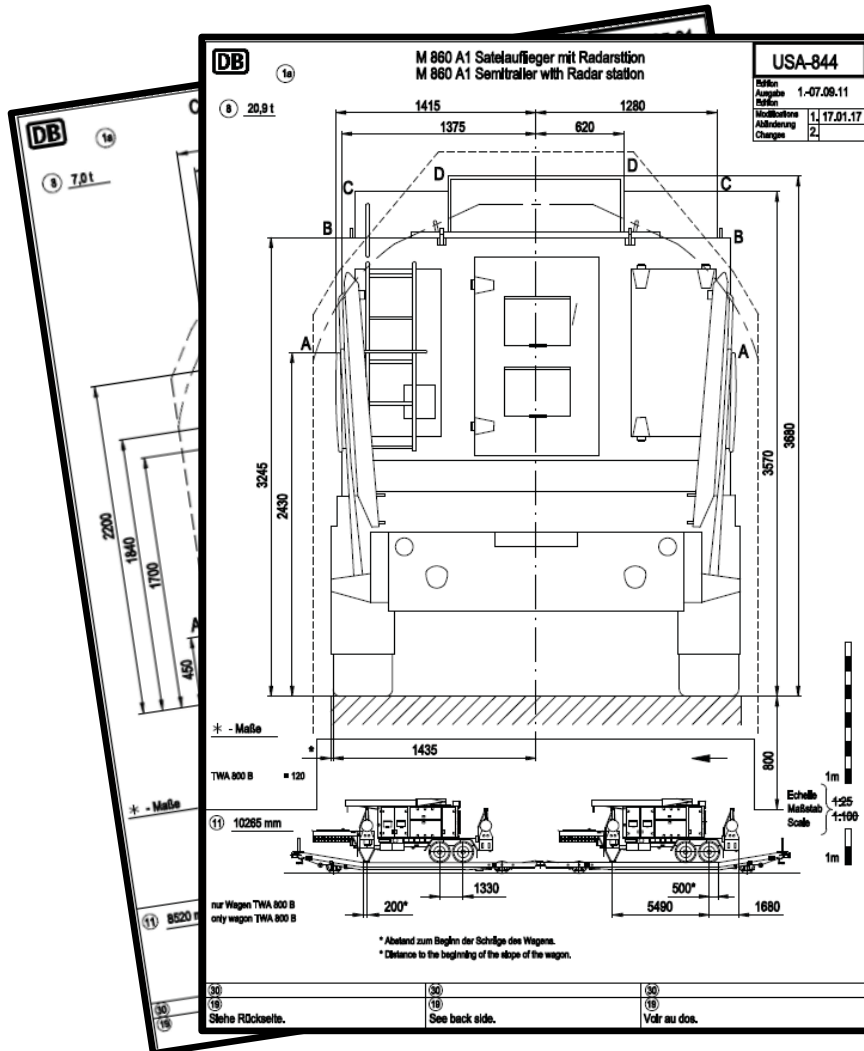 DB
1a
M 860 A1 Satelauflieger mit Radarsttion
M 860 A1 Semitrailer with Radar station
USA-844
Edition
Ausgabe 1.-07.09.11
Edition
Modifications 1. 17.01.17
Abänderung
Changes 2.
8 20,9 t
1415
1280
1375
620
D
D
C
C
B
B
A
A
3245
2430
3570
3680
* - Maße
*
1435
800
TWA 800 B = 120
1m
Echelle
Maßstab
Scale
1:25
1:100
1m
11 10265 mm
nur Wagen TWA 800 B
only wagon TWA 800 B
200*
1330
500*
5490
1680
* Abstand zum Beginn der Schräge des Wagens.
* Distance to the beginning of the slope of the wagon.
30
30
30
19
19
19
Siehe Rückseite.
See back side.
Voir au dos.
DB
1a
C
8 7,0 t
2200
1840
1700
450
A
* - Maße
11 8520
30
19